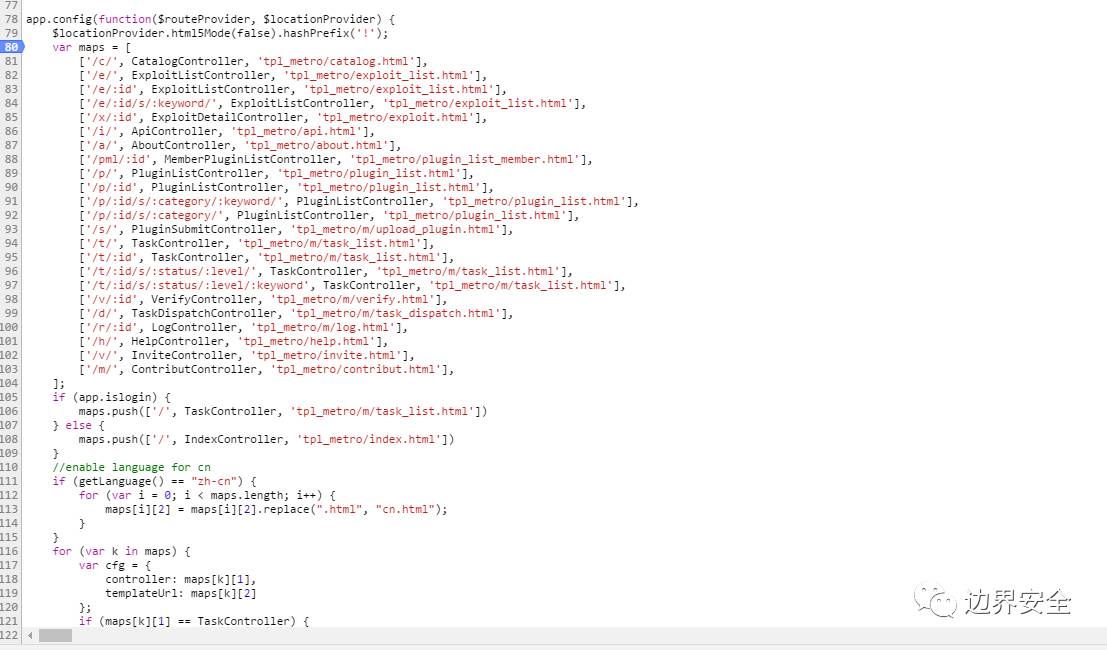 77
78 app.config(function($routeProvider, $locationProvider) {
79     $locationProvider.html5Mode(false).hashPrefix('!');
80     var maps = [
81         ['/c/', CatalogController, 'tpl_metro/catalog.html'],
82         ['/e/', ExploitListController, 'tpl_metro/exploit_list.html'],
83         ['/e/:id', ExploitListController, 'tpl_metro/exploit_list.html'],
84         ['/e/:id/s/:keyword/', ExploitListController, 'tpl_metro/exploit_list.html'],
85         ['/x/:id', ExploitDetailController, 'tpl_metro/exploit.html'],
86         ['/i/', ApiController, 'tpl_metro/api.html'],
87         ['/a/', AboutController, 'tpl_metro/about.html'],
88         ['/pml/:id', MemberPluginListController, 'tpl_metro/plugin_list_member.html'],
89         ['/p/', PluginListController, 'tpl_metro/plugin_list.html'],
90         ['/p/:id', PluginListController, 'tpl_metro/plugin_list.html'],
91         ['/p/:id/s/:category/:keyword/', PluginListController, 'tpl_metro/plugin_list.html'],
92         ['/p/:id/s/:category/', PluginListController, 'tpl_metro/plugin_list.html'],
93         ['/s/', PluginSubmitController, 'tpl_metro/m/upload_plugin.html'],
94         ['/t/', TaskController, 'tpl_metro/m/task_list.html'],
95         ['/t/:id', TaskController, 'tpl_metro/m/task_list.html'],
96         ['/t/:id/s/:status/:level/', TaskController, 'tpl_metro/m/task_list.html'],
97         ['/t/:id/s/:status/:level/:keyword', TaskController, 'tpl_metro/m/task_list.html'],
98         ['/v/:id', VerifyController, 'tpl_metro/m/verify.html'],
99         ['/d/', TaskDispatchController, 'tpl_metro/m/task_dispatch.html'],
100         ['/r/:id', LogController, 'tpl_metro/m/log.html'],
101         ['/h/', HelpController, 'tpl_metro/help.html'],
102         ['/v/', InviteController, 'tpl_metro/invite.html'],
103         ['/m/', ContributController, 'tpl_metro/contribut.html'],
104     ];
105     if (app.islogin) {
106         maps.push(['/', TaskController, 'tpl_metro/m/task_list.html'])
107     } else {
108         maps.push(['/', IndexController, 'tpl_metro/index.html'])
109     }
110     //enable language for cn
111     if (getLanguage() == "zh-cn") {
112         for (var i = 0; i < maps.length; i++) {
113             maps[i][2] = maps[i][2].replace(".html", "cn.html");
114         }
115     }
116     for (var k in maps) {
117         var cfg = {
118             controller: maps[k][1],
119             templateUrl: maps[k][2]
120         };
121         if (maps[k][1] == TaskController) {
122
边界安全